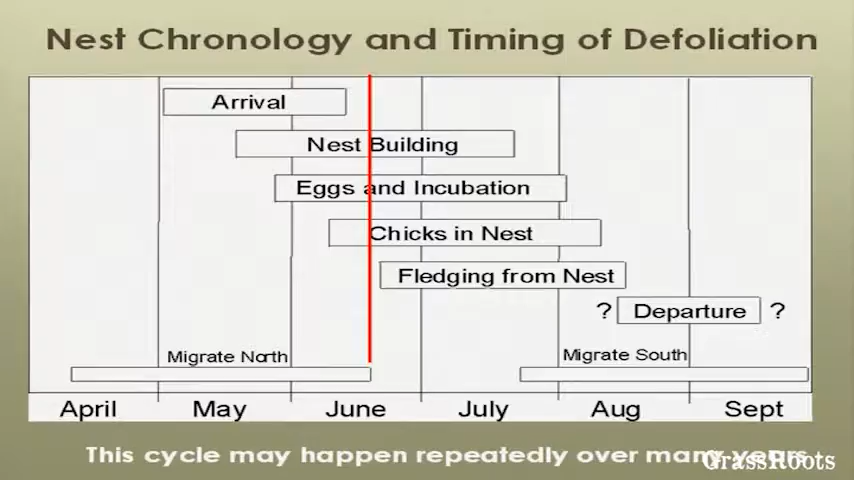 Nest Chronology and Timing of Defoliation
Arrival
Nest Building
Eggs and Incubation
Chicks in Nest
Fledging from Nest
? Departure ?
Migrate North
Migrate South
April May June July Aug Sept
This cycle may happen repeatedly over many years
GrassRoots